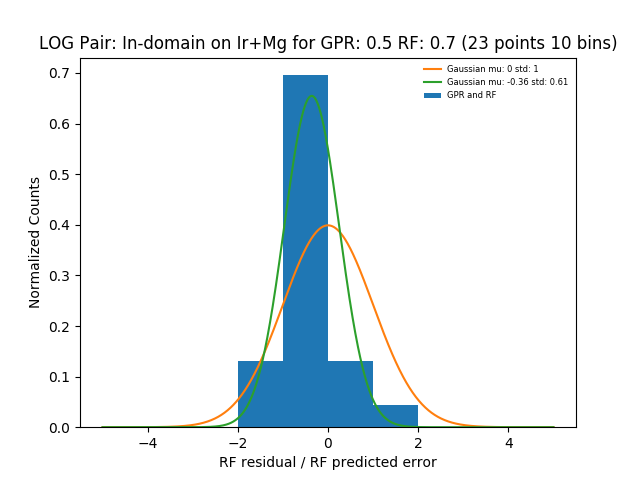 LOG Pair: In-domain on Ir+Mg for GPR: 0.5 RF: 0.7 (23 points 10 bins)
Gaussian mu: 0 std: 1
Gaussian mu: -0.36 std: 0.61
GPR and RF
Normalized Counts
0.7
0.6
0.5
0.4
0.3
0.2
0.1
0.0
−4 −2 0 2 4
RF residual / RF predicted error